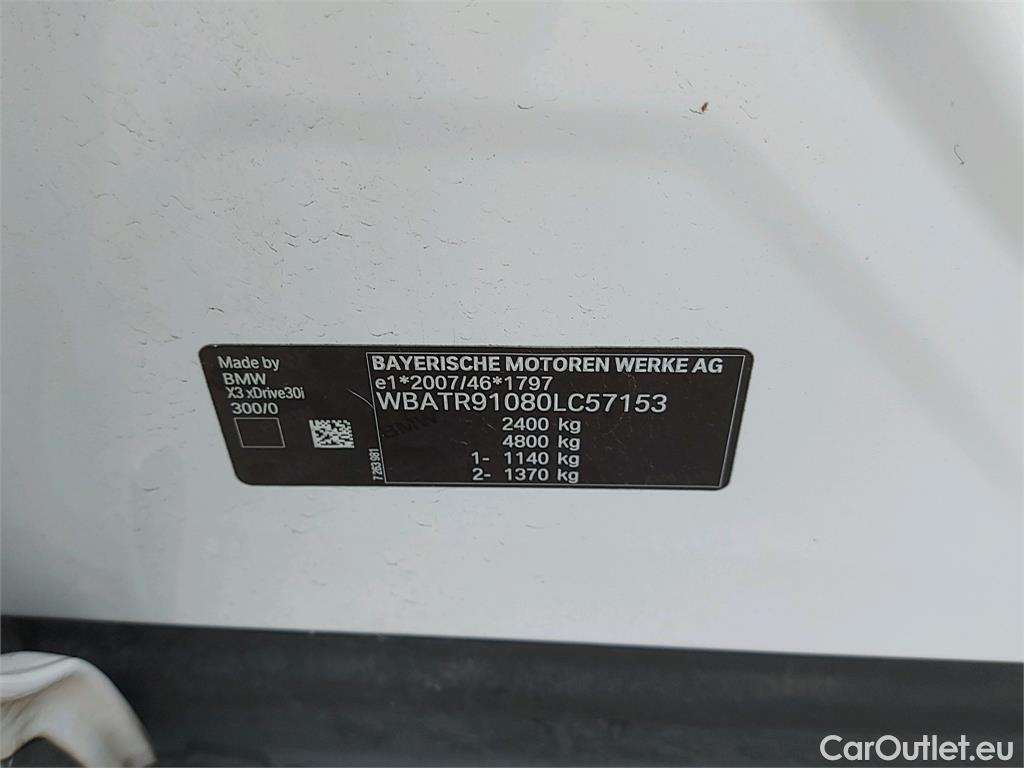 Made by
BMW
X3 xDrive30i
300/0
7 263 981
BAYERISCHE MOTOREN WERKE AG
e1*2007/46*1797
WBATR91080LC57153
BMW
2400 kg
4800 kg
1- 1140 kg
2- 1370 kg
CarOutlet.eu